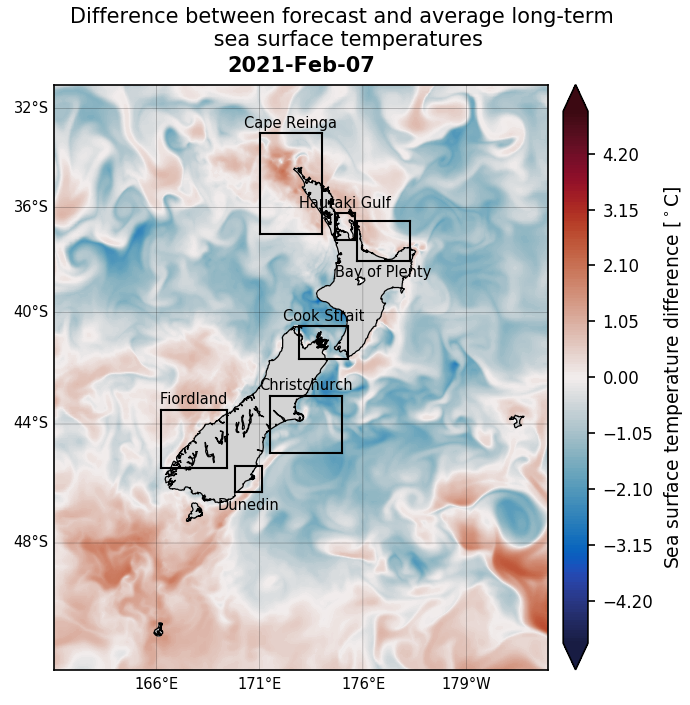 Difference between forecast and average long-term
sea surface temperatures
2021-Feb-07
32°S
36°S
40°S
44°S
48°S
Cape Reinga
Hauraki Gulf
Bay of Plenty
Cook Strait
Christchurch
Fiordland
Dunedin
166°E
171°E
176°E
179°W
4.20
3.15
2.10
1.05
0.00
−1.05
−2.10
−3.15
−4.20
Sea surface temperature difference [ °C]